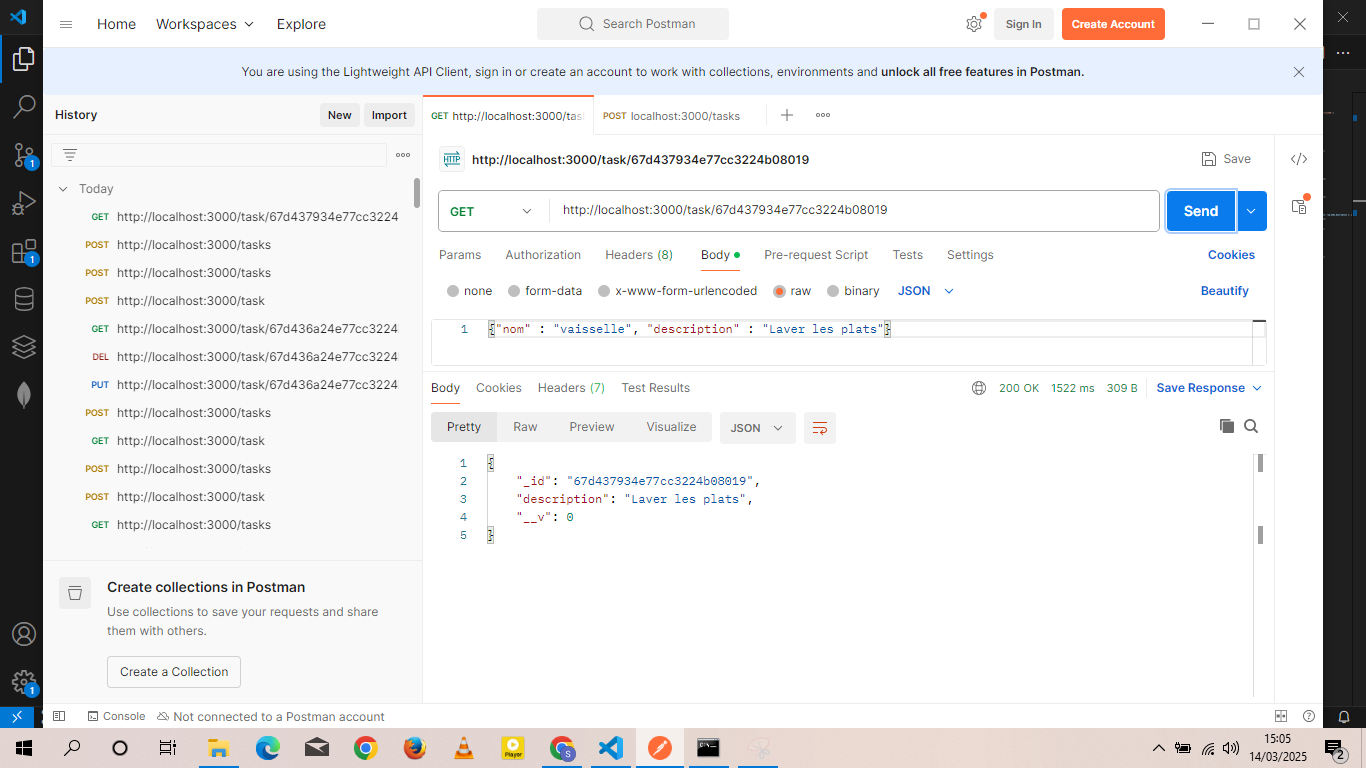 Home
Workspaces
Explore
Search Postman
Sign In
Create Account
You are using the Lightweight API Client, sign in or create an account to work with collections, environments and unlock all free features in Postman.
History
New
Import
GET http://localhost:3000/tas
POST localhost:3000/tasks
HTTP
http://localhost:3000/task/67d437934e77cc3224b08019
Save
Today
GET http://localhost:3000/task/67d437934e77cc3224
POST http://localhost:3000/tasks
POST http://localhost:3000/tasks
POST http://localhost:3000/task
GET http://localhost:3000/task/67d436a24e77cc3224
DEL http://localhost:3000/task/67d436a24e77cc3224
PUT http://localhost:3000/task/67d436a24e77cc3224
POST http://localhost:3000/tasks
GET http://localhost:3000/task
POST http://localhost:3000/tasks
POST http://localhost:3000/task
GET http://localhost:3000/tasks
GET
http://localhost:3000/task/67d437934e77cc3224b08019
Send
Params
Authorization
Headers (8)
Body
Pre-request Script
Tests
Settings
Cookies
none
form-data
x-www-form-urlencoded
raw
binary
JSON
Beautify
1 {"nom" : "vaisselle", "description" : "Laver les plats"}
Body
Cookies
Headers (7)
Test Results
200 OK
1522 ms
309 B
Save Response
Pretty
Raw
Preview
Visualize
JSON
1 {
2 "_id": "67d437934e77cc3224b08019",
3 "description": "Laver les plats",
4 "__v": 0
5 }
Create collections in Postman
Use collections to save your requests and share
them with others.
Create a Collection
Console
Not connected to a Postman account
1
1
1
Player
S
15:05
14/03/2025
2